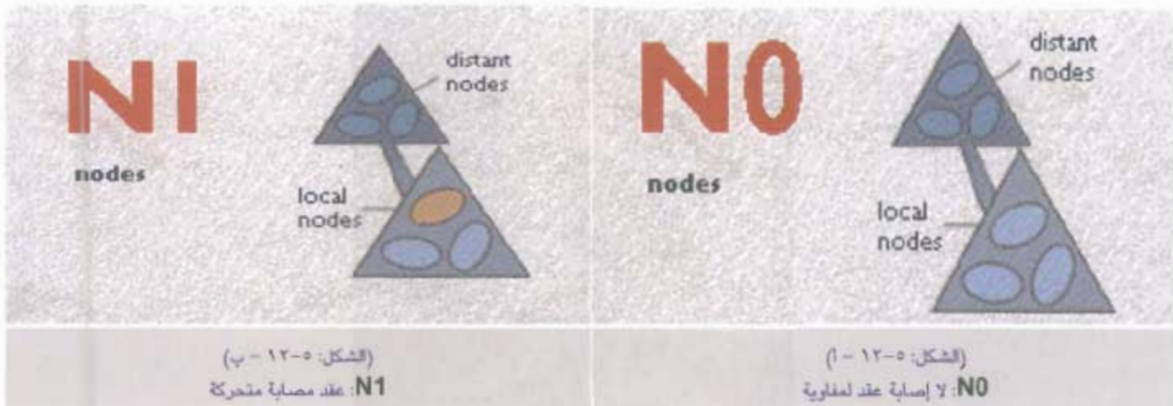 N1
nodes
distant
nodes
local
nodes
(الشكل: ٥-١٢ - ب)
N1: عقد مصابة متحركة
N0
nodes
distant
nodes
local
nodes
(الشكل: ٥-١٢ - أ)
N0: لا إصابة عقد لمفاوية